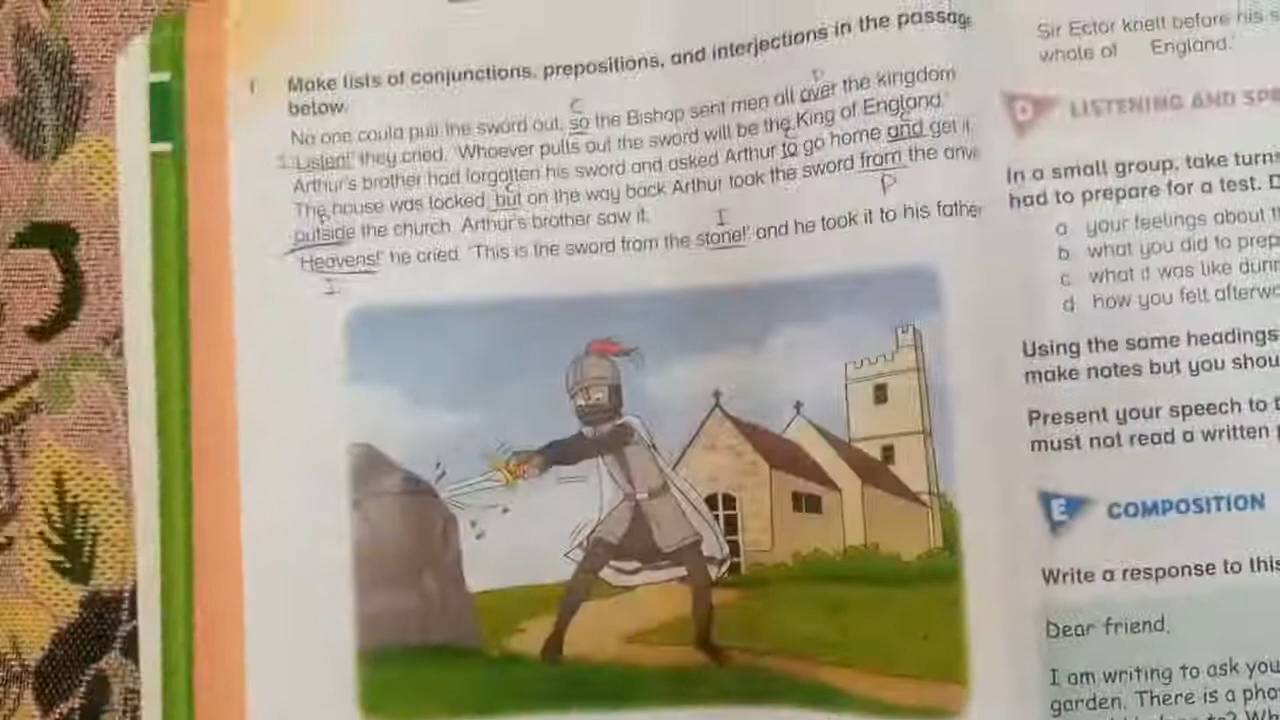 1 Make lists of conjunctions, prepositions, and interjections in the passage
below.
No one could pull the sword out, so the Bishop sent men all over the kingdom
'Listen!' they cried. 'Whoever pulls out the sword will be the King of England.'
Arthur's brother had forgotten his sword and asked Arthur to go home and get it
The house was locked but on the way back Arthur took the sword from the
outside the church. Arthur's brother saw it.
'Heavens!' he cried. 'This is the sword from the stone!' and he took it to his father
C
P
C
P
P
I
I
Sir Ector knelt before his
whole of England.'
D LISTENING AND
In a small group, take turns
had to prepare for a test.
a your feelings about
b what you did to
c what it was like
d how you felt
Using the same headings
make notes but you
Present your speech to
must not read a written
E COMPOSITION
Write a response to this
Dear friend,
I am writing to ask you
garden. There is a